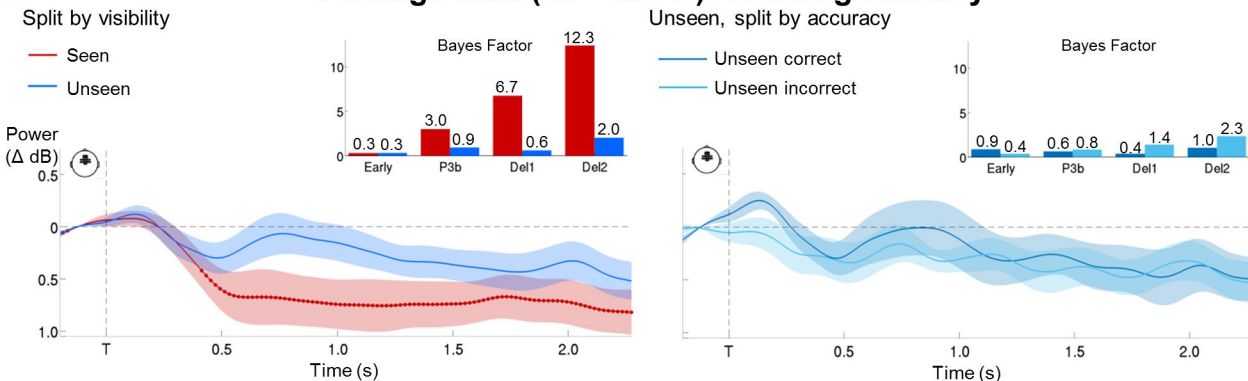 Split by visibility
Seen
Unseen
Power
(Δ dB)
0.5
0
0.5
1.0
T
0.5
1.0
1.5
2.0
Time (s)
Bayes Factor
10
5
0
0.3 0.3
3.0
0.9
6.7
0.6
12.3
2.0
Early
P3b
Del1
Del2
Unseen, split by accuracy
Unseen correct
Unseen incorrect
T
0.5
1.0
1.5
2.0
Time (s)
Bayes Factor
10
5
0
0.9
0.4
0.6 0.8
0.4
1.4
1.0
2.3
Early
P3b
Del1
Del2